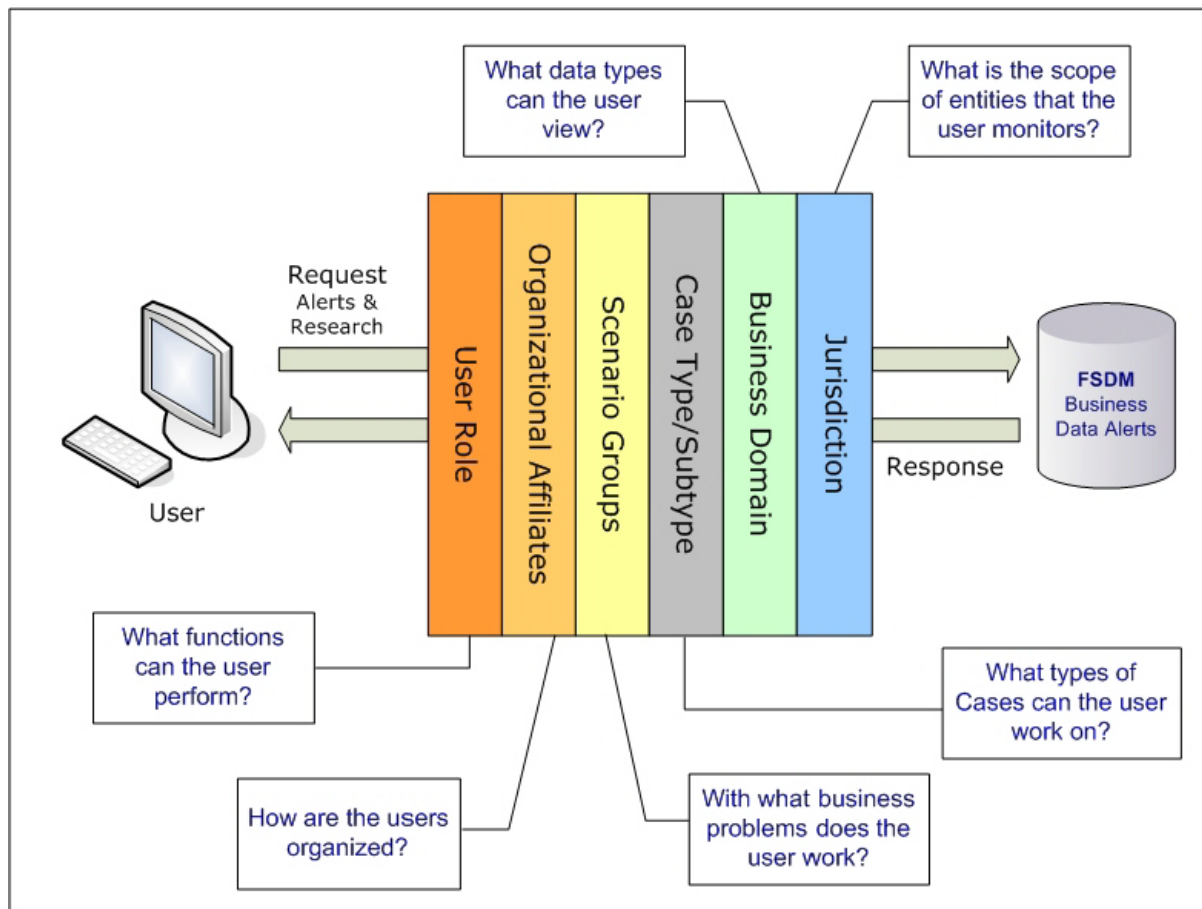 What data types
can the user
view?
What is the scope
of entities that the
user monitors?
Request
Alerts &
Research
User Role
Organizational Affiliates
Scenario Groups
Case Type/Subtype
Business Domain
Jurisdiction
FSDM
Business
Data Alerts
Response
User
What functions
can the user
perform?
What types of
Cases can the user
work on?
How are the users
organized?
With what business
problems does the
user work?